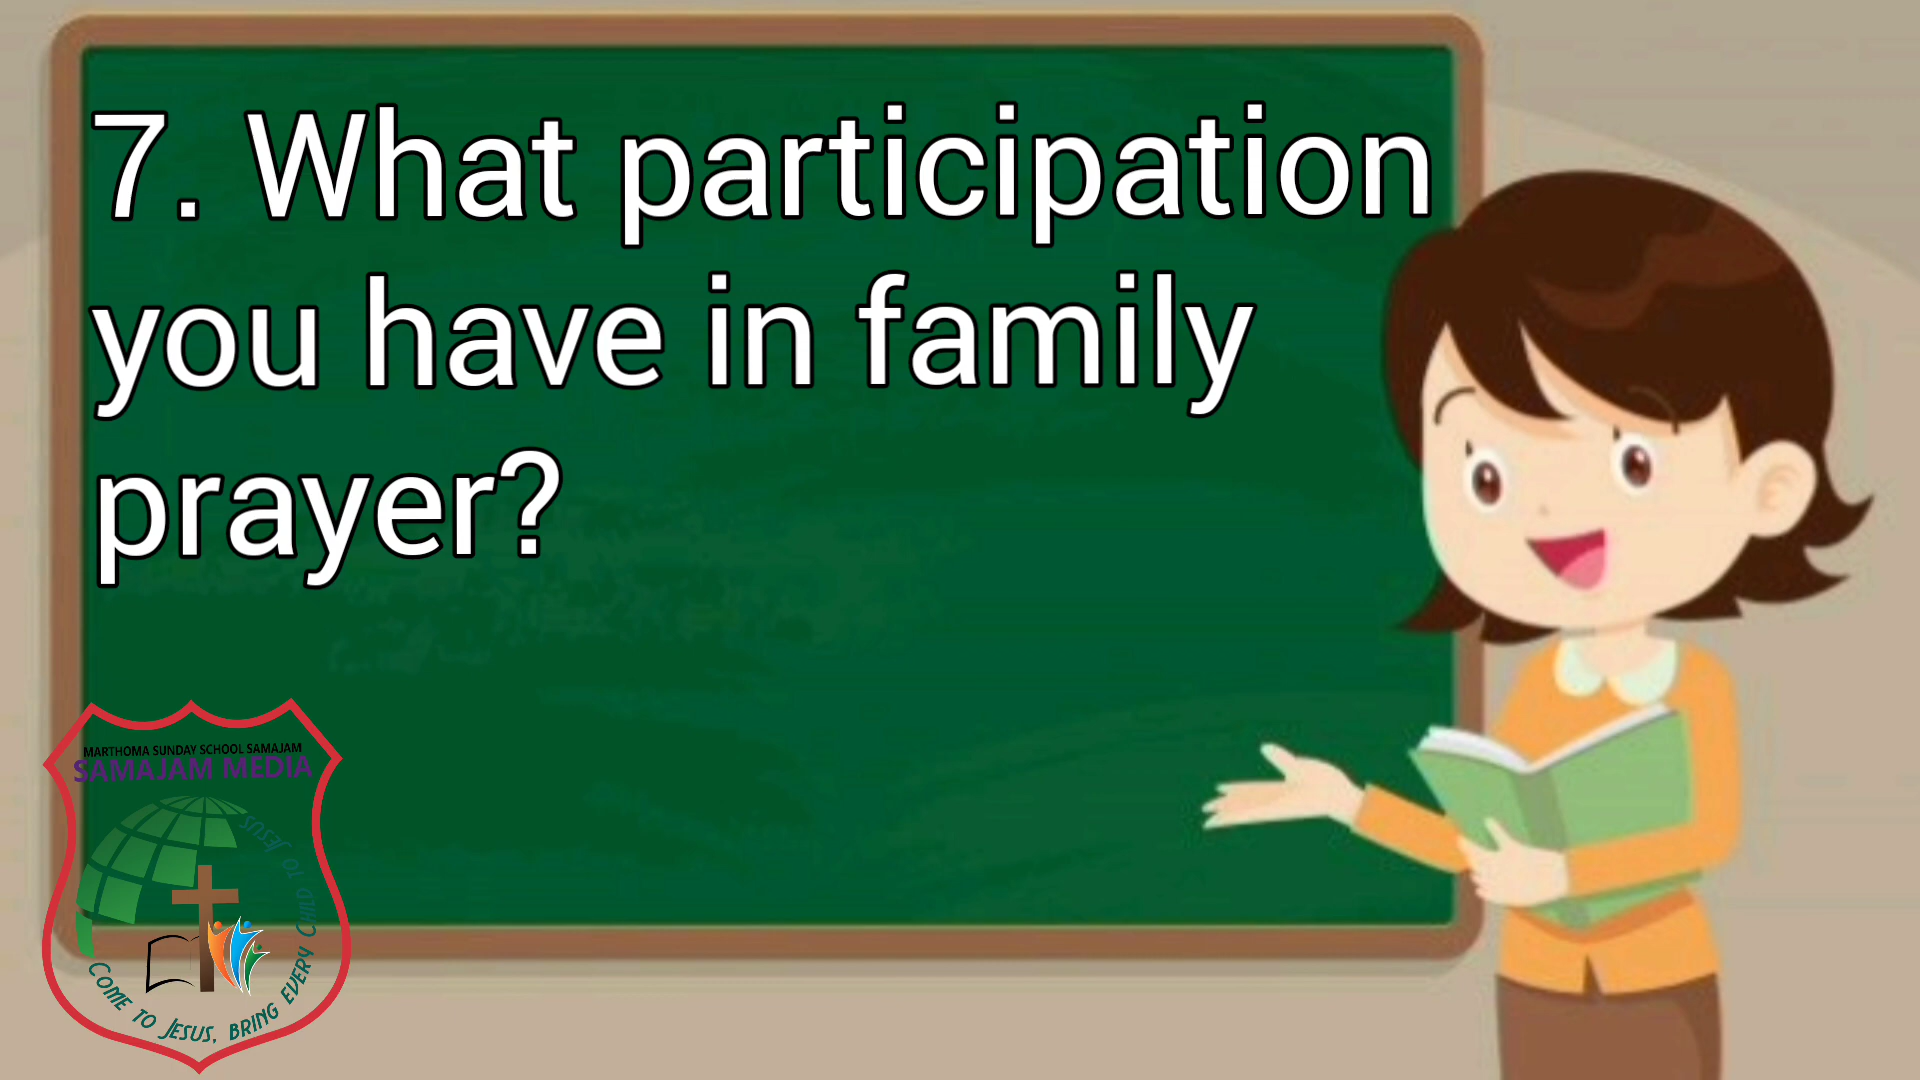 7. What participation
you have in family
prayer?
MARTHOMA SUNDAY SCHOOL SAMAJAM
SAMAJAM MEDIA
COME TO JESUS, BRING EVERY CHILD TO JESUS